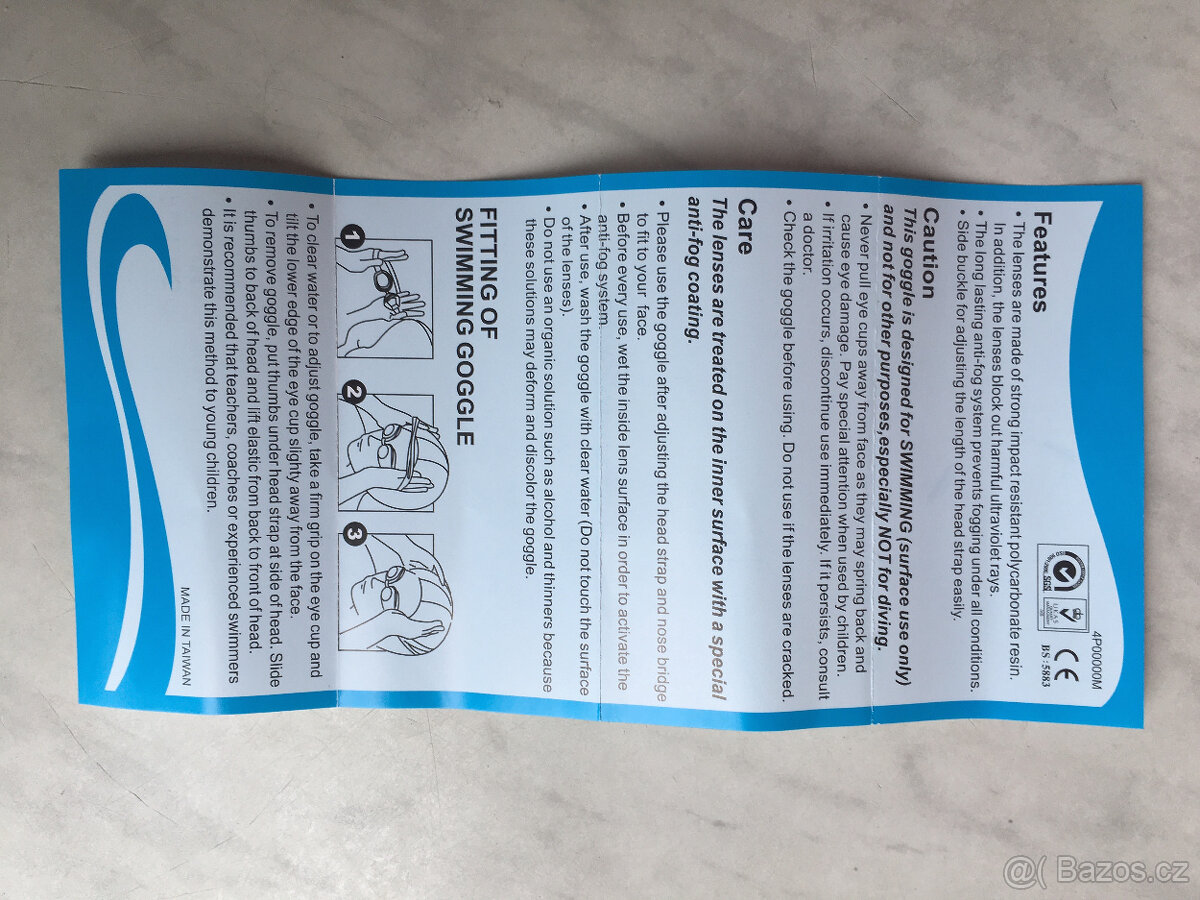 4P00000M
CE
BS : 5883
SGS
UKAS
Features
• The lenses are made of strong impact resistant polycarbonate resin.
In addition, the lenses block out harmful ultraviolet rays.
• The long lasting anti-fog system prevents fogging under all conditions.
• Side buckle for adjusting the length of the head strap easily.
Caution
This goggle is designed for SWIMMING (surface use only)
and not for other purposes,especially NOT for diving.
• Never pull eye cups away from face as they may spring back and
cause eye damage. Pay special attention when used by children.
• If irritation occurs, discontinue use immediately. If it persists, consult
a doctor.
• Check the goggle before using. Do not use if the lenses are cracked.
Care
The lenses are treated on the inner surface with a special
anti-fog coating.
• Please use the goggle after adjusting the head strap and nose bridge
to fit to your face.
• Before every use, wet the inside lens surface in order to activate the
anti-fog system.
• After use, wash the goggle with clear water (Do not touch the surface
of the lenses).
• Do not use an organic solution such as alcohol and thinners because
these solutions may deform and discolor the goggle.
FITTING OF
SWIMMING GOGGLE
1
2
3
• To clear water or to adjust goggle, take a firm grip on the eye cup and
tilt the lower edge of the eye cup slighty away from the face.
• To remove goggle, put thumbs under head strap at side of head. Slide
thumbs to back of head and lift elastic from back to front of head.
• It is recommended that teachers, coaches or experienced swimmers
demonstrate this method to young children.
MADE IN TAIWAN
@( Bazos.cz